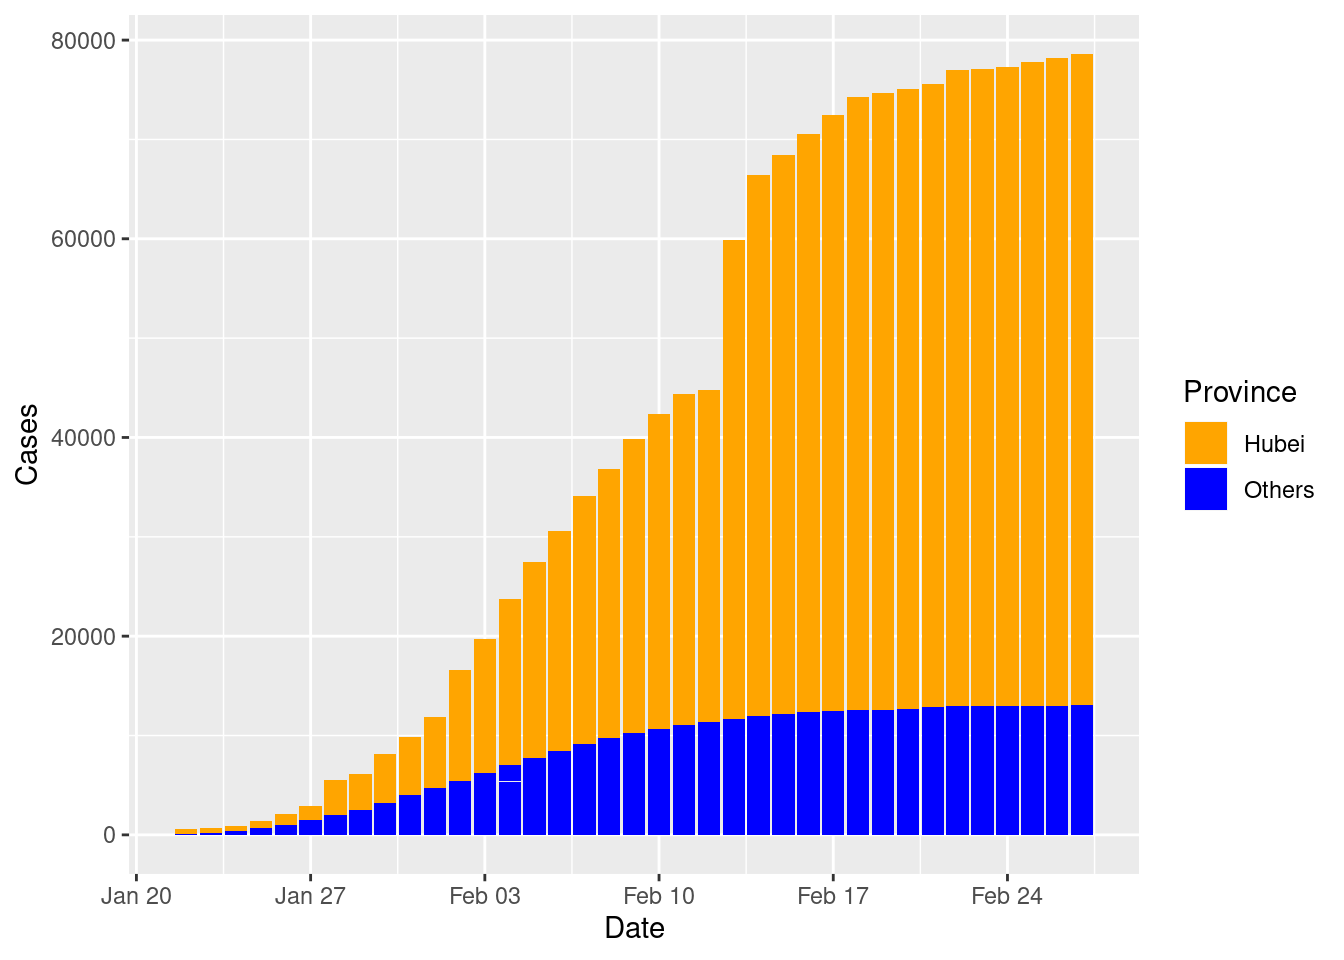 80000
60000
40000
20000
0
Cases
Jan 20
Jan 27
Feb 03
Feb 10
Feb 17
Feb 24
Date
Province
Hubei
Others